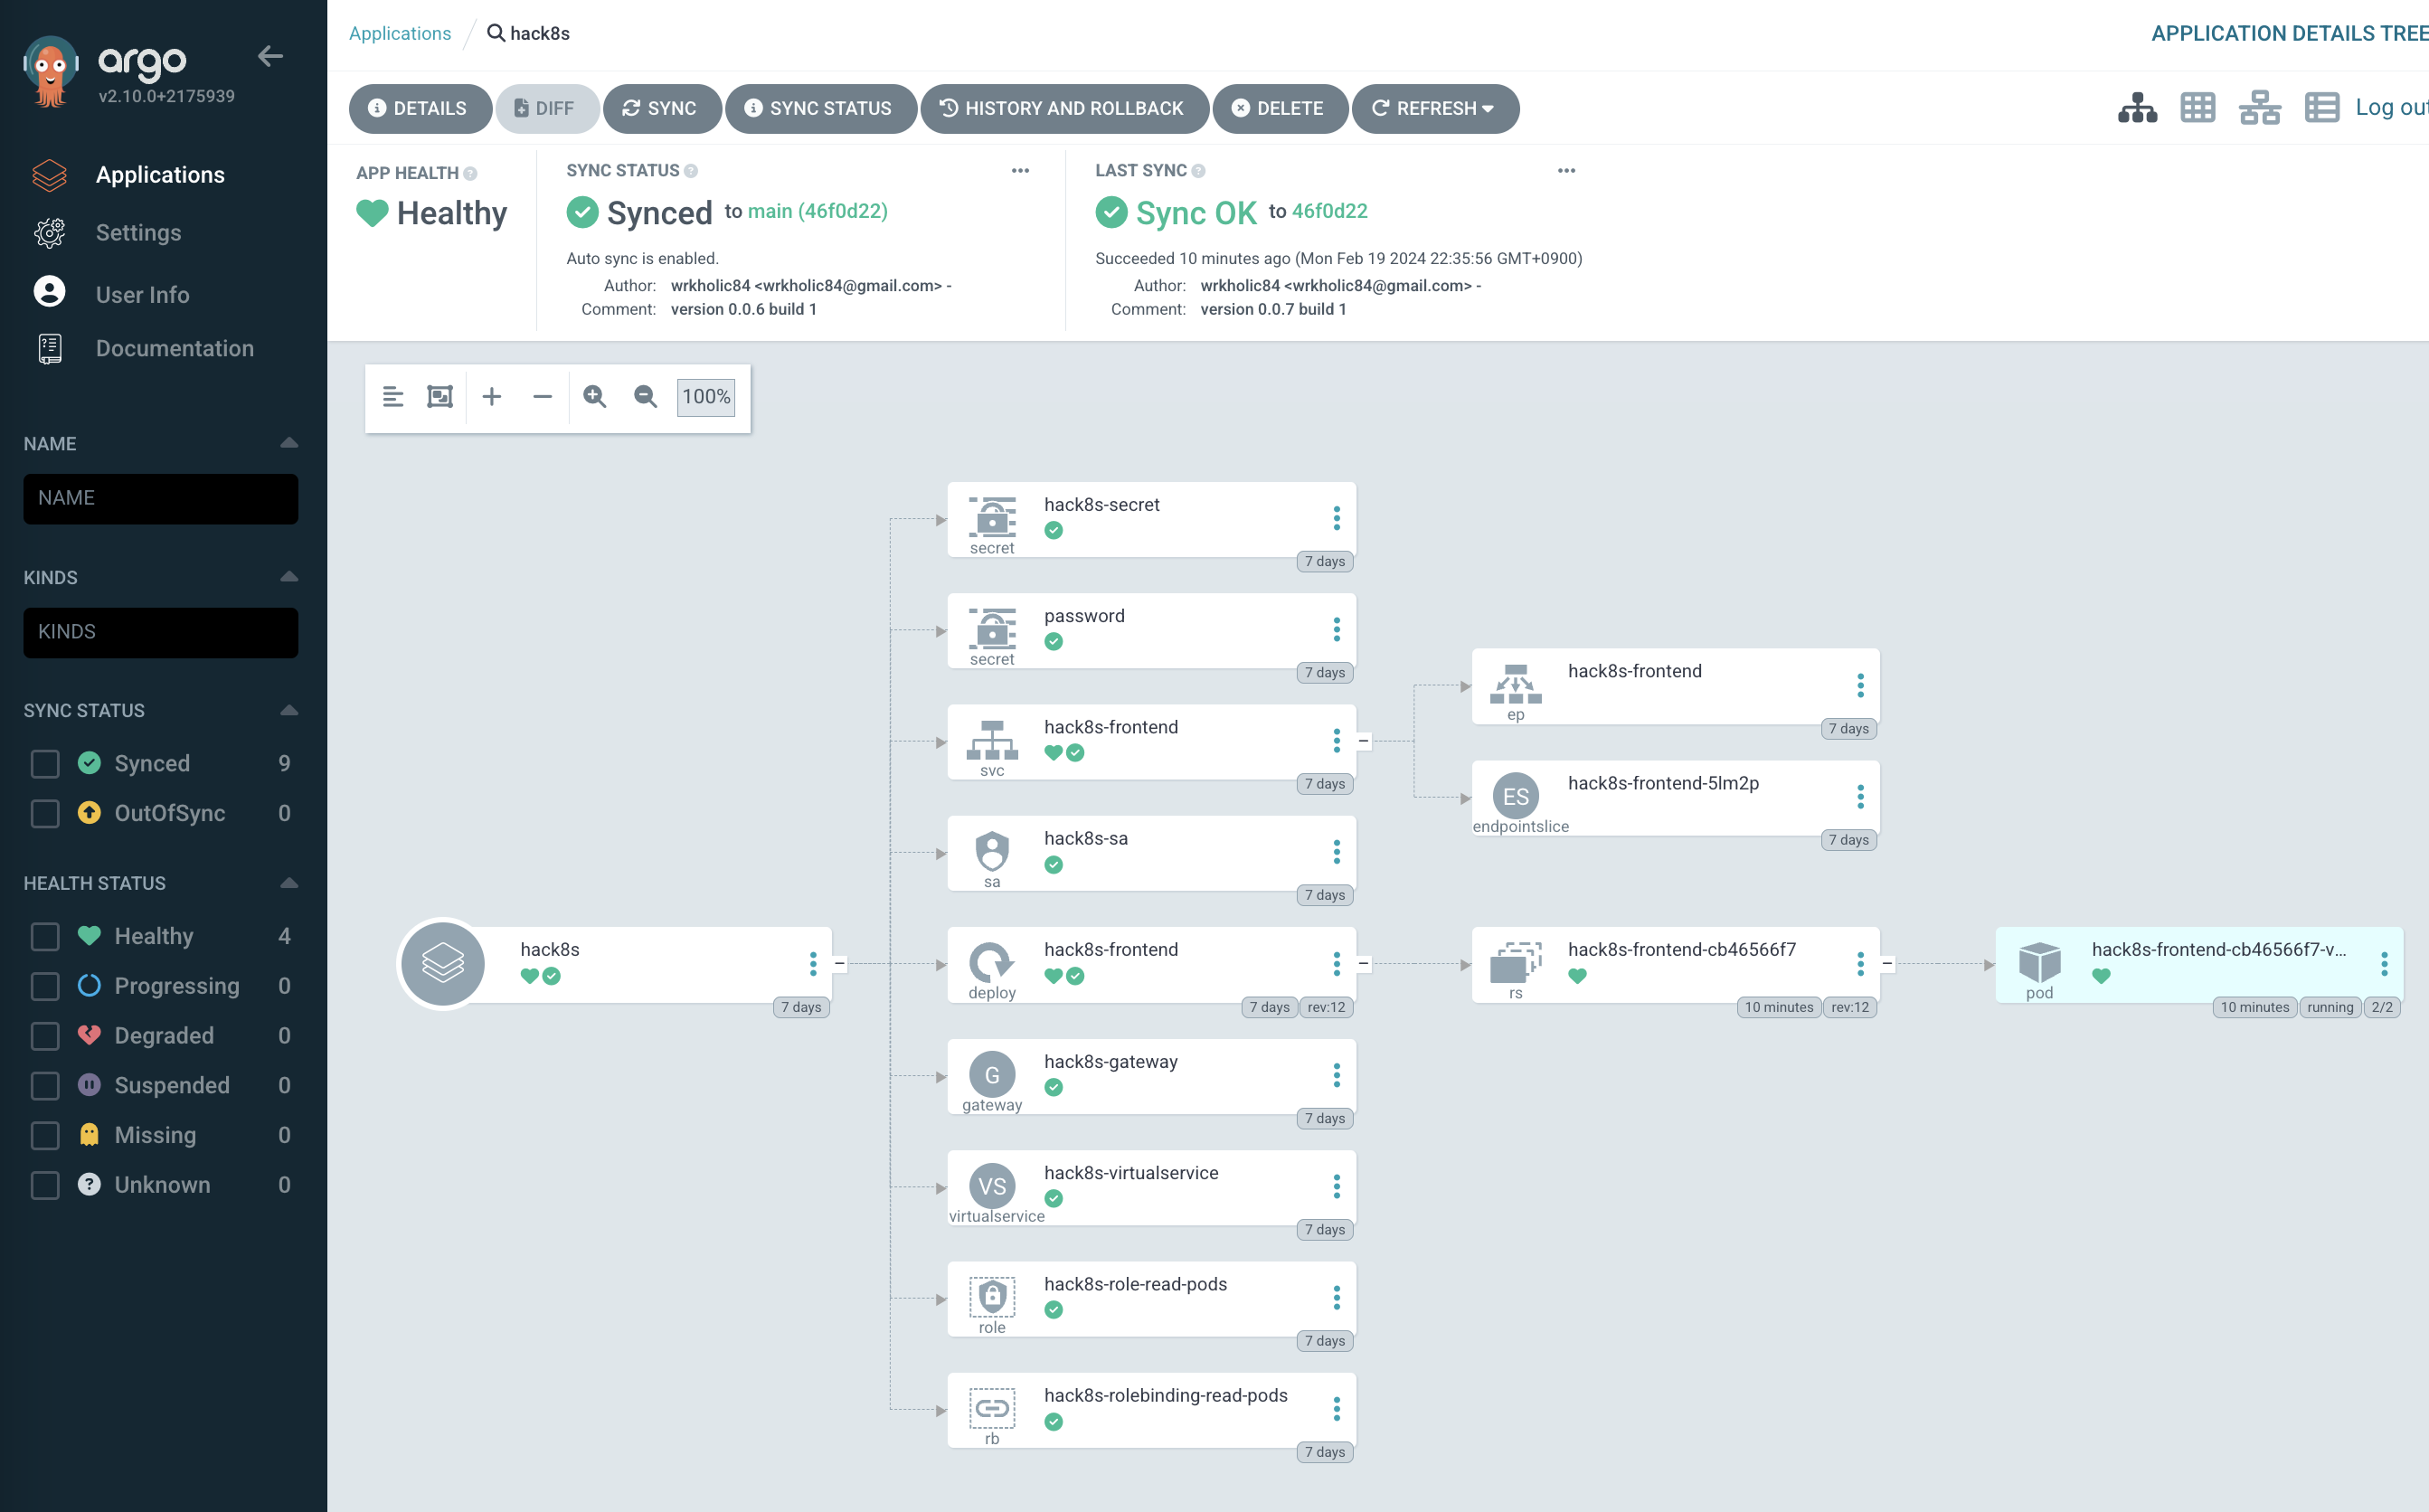 argo
v2.10.0+2175939
Applications
Settings
User Info
Documentation
NAME
NAME
KINDS
KINDS
SYNC STATUS
Synced 9
OutOfSync 0
HEALTH STATUS
Healthy 4
Progressing 0
Degraded 0
Suspended 0
Missing 0
Unknown 0
Applications / hack8s
APPLICATION DETAILS TREE
DETAILS DIFF SYNC SYNC STATUS HISTORY AND ROLLBACK DELETE REFRESH
Log out
APP HEALTH
Healthy
SYNC STATUS
Synced to main (46f0d22)
Auto sync is enabled.
Author: wrkholic84 <wrkholic84@gmail.com> -
Comment: version 0.0.6 build 1
LAST SYNC
Sync OK to 46f0d22
Succeeded 10 minutes ago (Mon Feb 19 2024 22:35:56 GMT+0900)
Author: wrkholic84 <wrkholic84@gmail.com> -
Comment: version 0.0.7 build 1
100%
hack8s
7 days
hack8s-secret
secret
7 days
password
secret
7 days
hack8s-frontend
svc
7 days
hack8s-sa
sa
7 days
hack8s-frontend
deploy
7 days rev:12
G
hack8s-gateway
gateway
7 days
VS
hack8s-virtualservice
virtualservice
7 days
hack8s-role-read-pods
role
7 days
hack8s-rolebinding-read-pods
rb
7 days
hack8s-frontend
ep
7 days
ES
hack8s-frontend-5lm2p
endpointslice
7 days
hack8s-frontend-cb46566f7
rs
10 minutes rev:12
hack8s-frontend-cb46566f7-v...
pod
10 minutes running 2/2